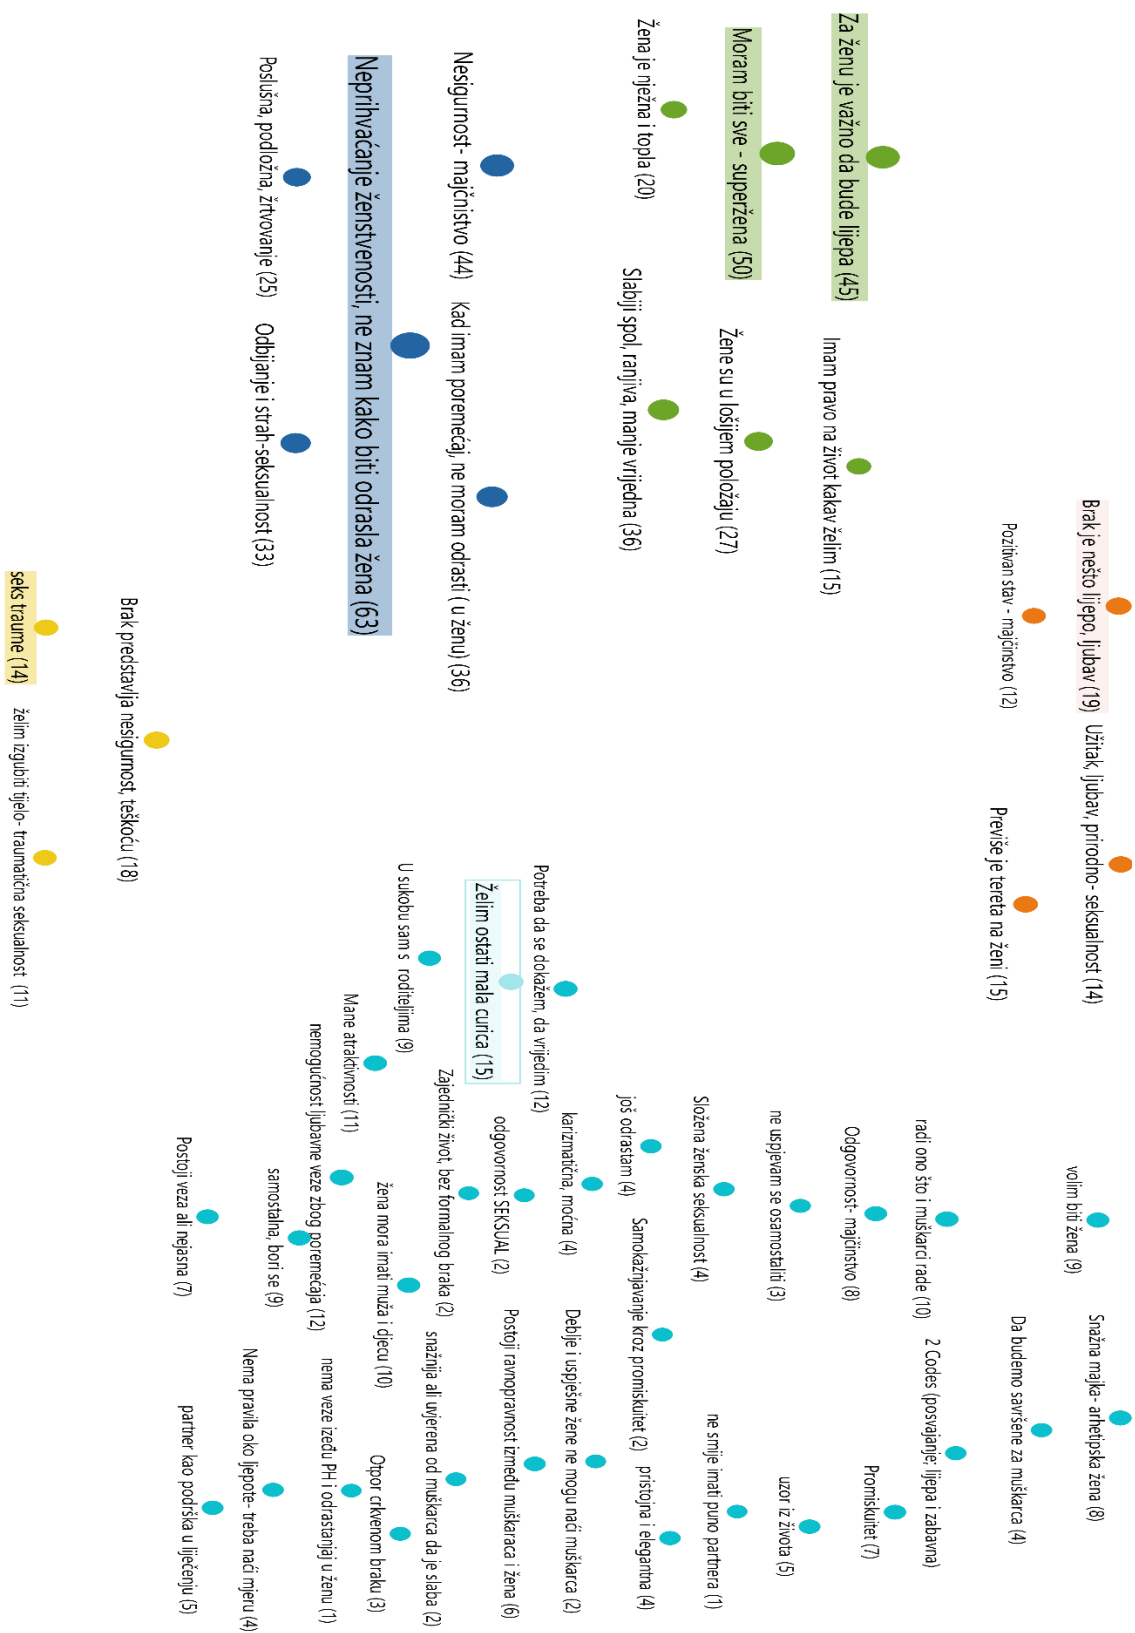 Brak je nešto lijepo, ljubav (19)
Užitak, ljubav, prirodno - seksualnost (14)
volim biti žena (9)
Snažna majka- arhetipska žena (8)
Pozitivan stav - majčinstvo (12)
Previše je tereta na ženi (15)
Da budemo savršene za muškarca (4)
Za ženu je važno da bude lijepa (45)
Imam pravo na život kakav želim (15)
radi ono što i muškarci rade (10)
2 Codes (posvajanje; lijepa i zabavna)
Odgovornost- majčinstvo (8)
Promiskuitet (7)
Moram biti sve - superžena (50)
Žene su u lošijem položaju (27)
ne uspjevam se osamostaliti (3)
uzor iz života (5)
Složena ženska seksualnost (4)
ne smije imati puno partnera (1)
Žena je nježna i topla (20)
Slabiji spol, ranjiva, manje vrijedna (36)
još odrastam (4)
Samokažnjavanje kroz promiskuitet (2)
pristojna i elegantna (4)
Potreba da se dokažem, da vrijedim (12)
karizmatična, moćna (4)
Deblje i uspješne žene ne mogu naći muškarca (2)
Nesigurnost- majčnistvo (44)
Kad imam poremećaj, ne moram odrasti ( u ženu) (36)
Želim ostati mala curica (15)
odgovornost SEKSUAL (2)
Postoji ravnopravnost između muškaraca i žena (6)
Neprihvaćanje ženstvenosti, ne znam kako biti odrasla žena (63)
U sukobu sam s roditeljima (9)
Zajednički život, bez formalnog braka (2)
snažnija ali uvjerena od muškarca da je slaba (2)
Mane atraktivnosti (11)
žena mora imati muža i djecu (10)
Otpor crkvenom braku (3)
nemogućnost ljubavne veze zbog poremećaja (12)
nema veze izeđu PH i odrastanjaj u ženu (1)
Poslušna, podložna, žrtvovanje (25)
Odbijanje i strah-seksualnost (33)
samostalna, bori se (9)
Nema pravila oko ljepote- treba naći mjeru (4)
Brak predstavlja nesigurnost, teškoću (18)
Postoji veza ali nejasna (7)
partner kao podrška u liječenju (5)
seks traume (14)
želim izgubiti tijelo- traumatična seksualnost (11)